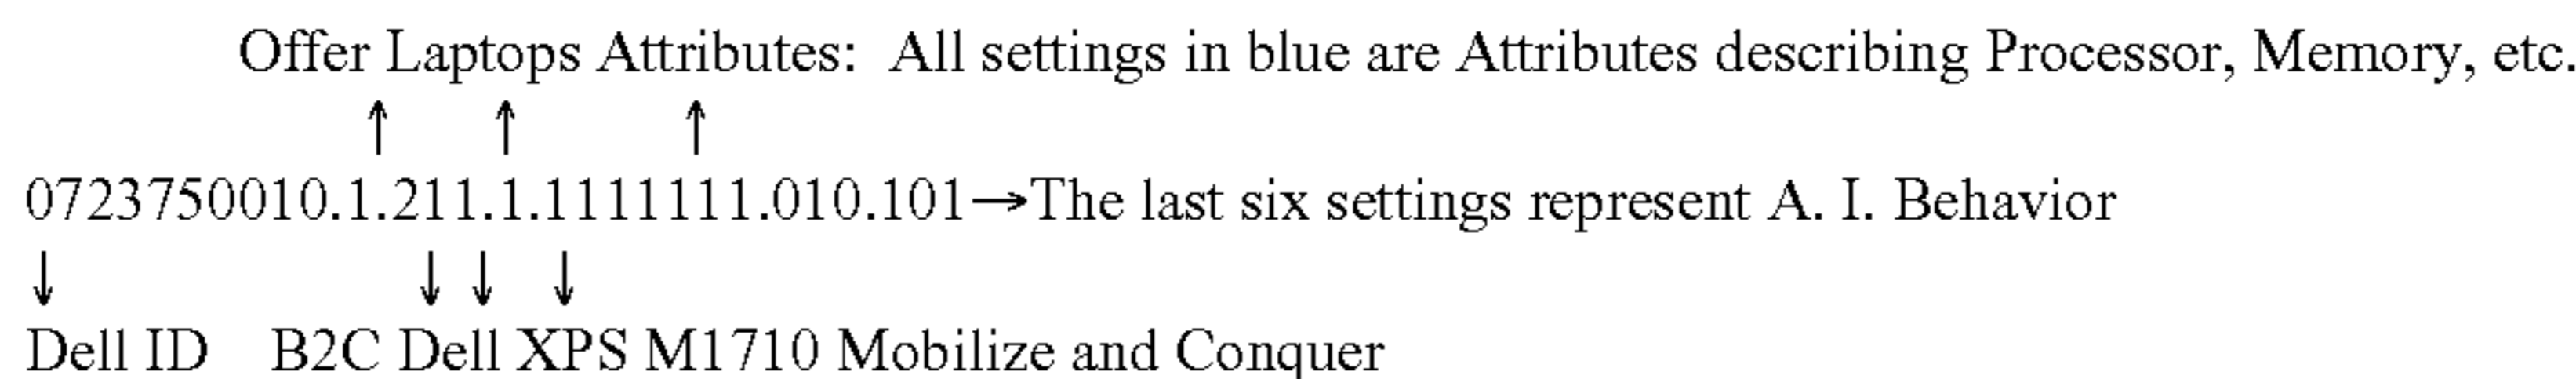 Offer Laptops Attributes: All settings in blue are Attributes describing Processor, Memory, etc.
↑ ↑ ↑
0723750010.1.211.1.1111111.010.101→The last six settings represent A. I. Behavior
↓ ↓ ↓ ↓
Dell ID B2C Dell XPS M1710 Mobilize and Conquer